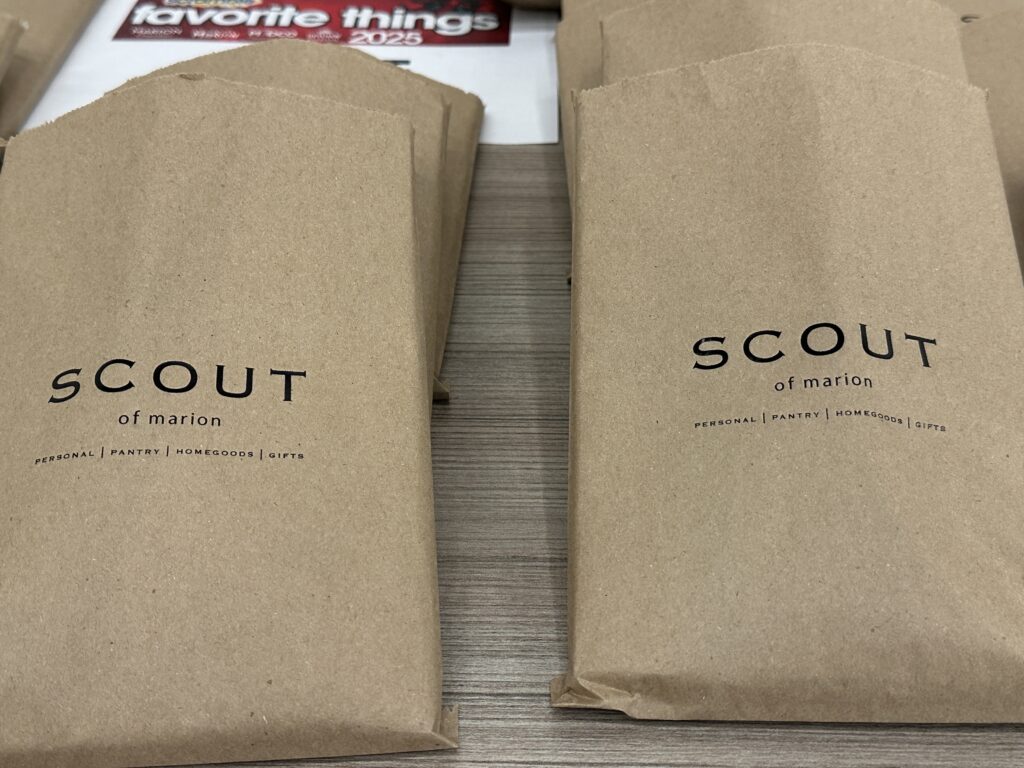 favorite things
2025
SCOUT
of marion
PERSONAL | PANTRY | HOMEGOODS | GIFTS
SCOUT
of marion
PERSONAL | PANTRY | HOMEGOODS | GIFTS